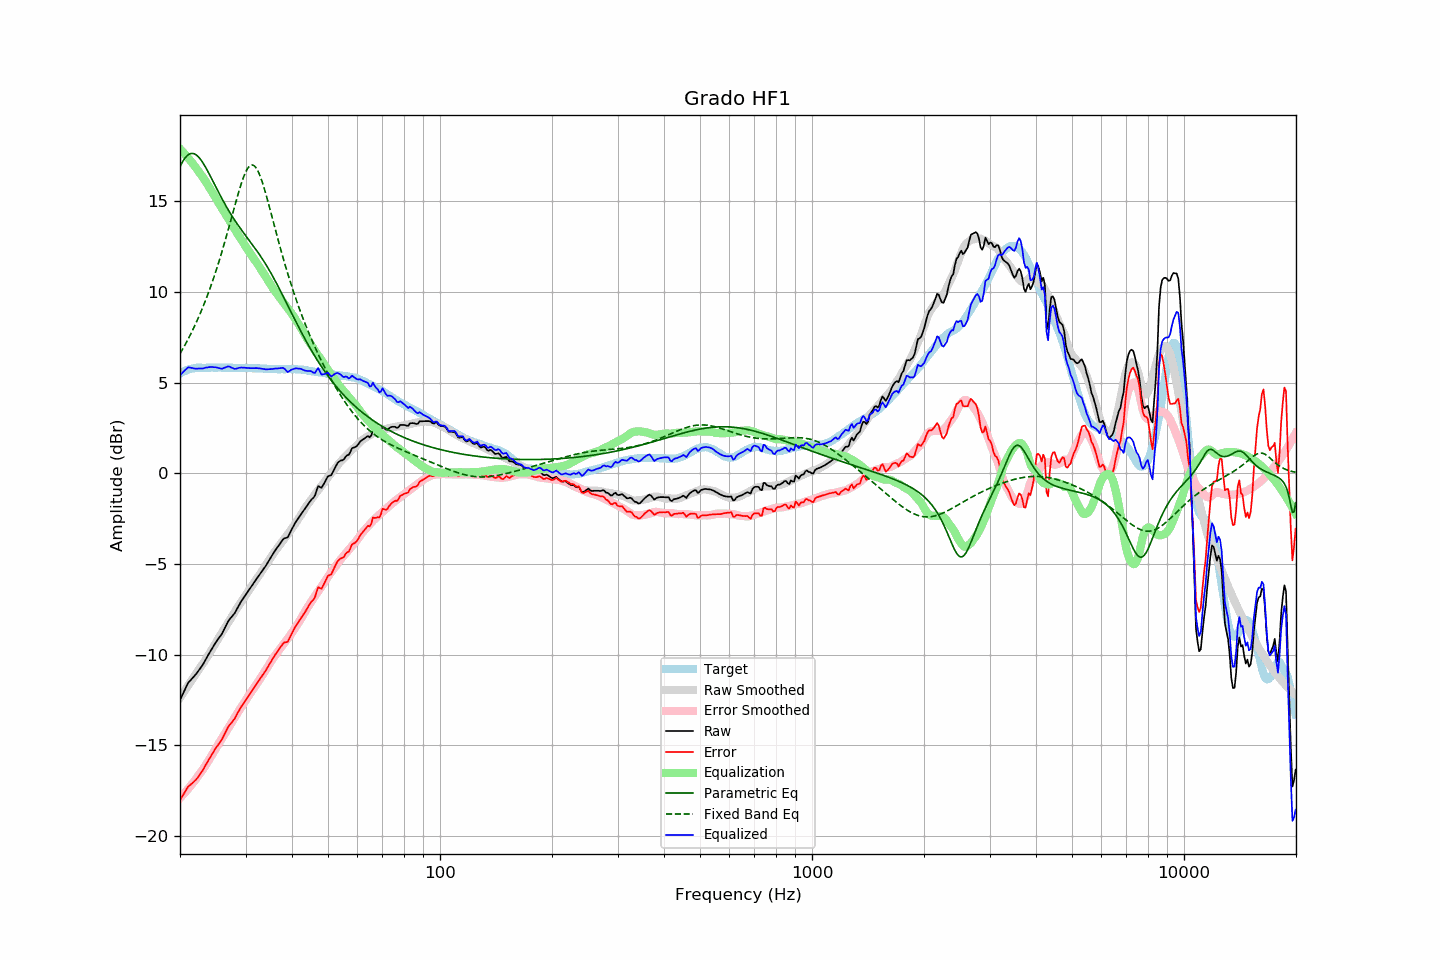 Grado HF1
Amplitude (dBr)
15
10
5
0
−5
−10
−15
−20
Target
Raw Smoothed
Error Smoothed
Raw
Error
Equalization
Parametric Eq
Fixed Band Eq
Equalized
100
1000
10000
Frequency (Hz)